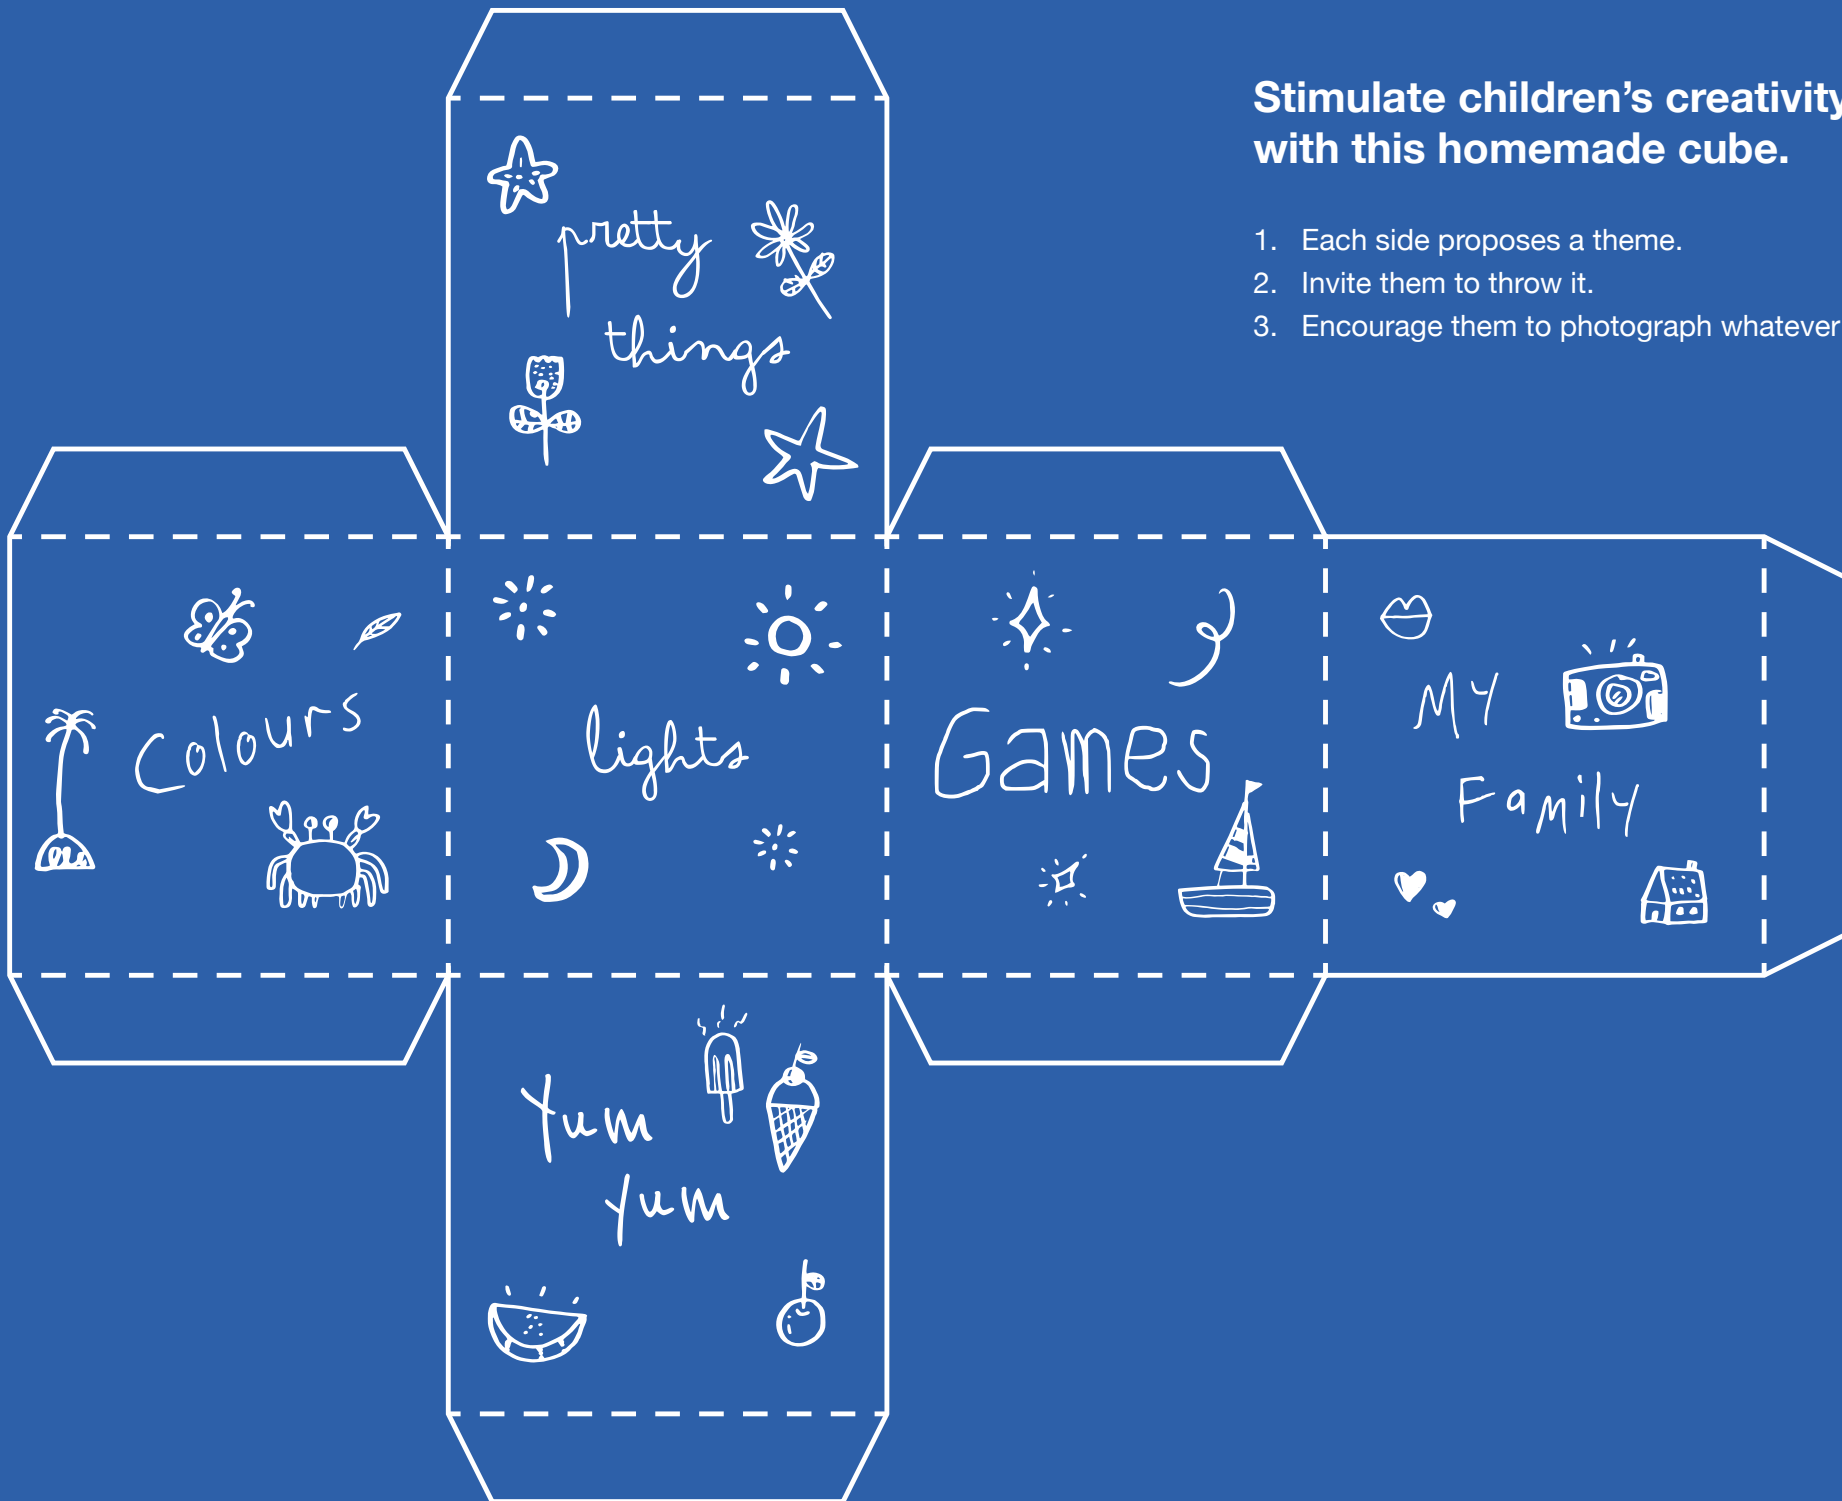 Stimulate children’s creativity
with this homemade cube.
1. Each side proposes a theme.
2. Invite them to throw it.
3. Encourage them to photograph whatever
pretty
things
Colours
lights
Games
My
Family
Yum
yum